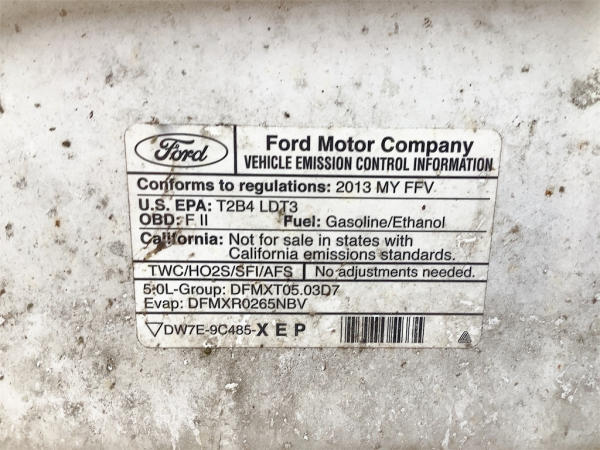 Ford
Ford Motor Company
VEHICLE EMISSION CONTROL INFORMATION
Conforms to regulations: 2013 MY FFV
U.S. EPA: T2B4 LDT3
OBD: F II Fuel: Gasoline/Ethanol
California: Not for sale in states with
California emissions standards.
TWC/HO2S/SFI/AFS No adjustments needed.
5.0L-Group: DFMXT05.03D7
Evap: DFMXR0265NBV
DW7E-9C485-XEP